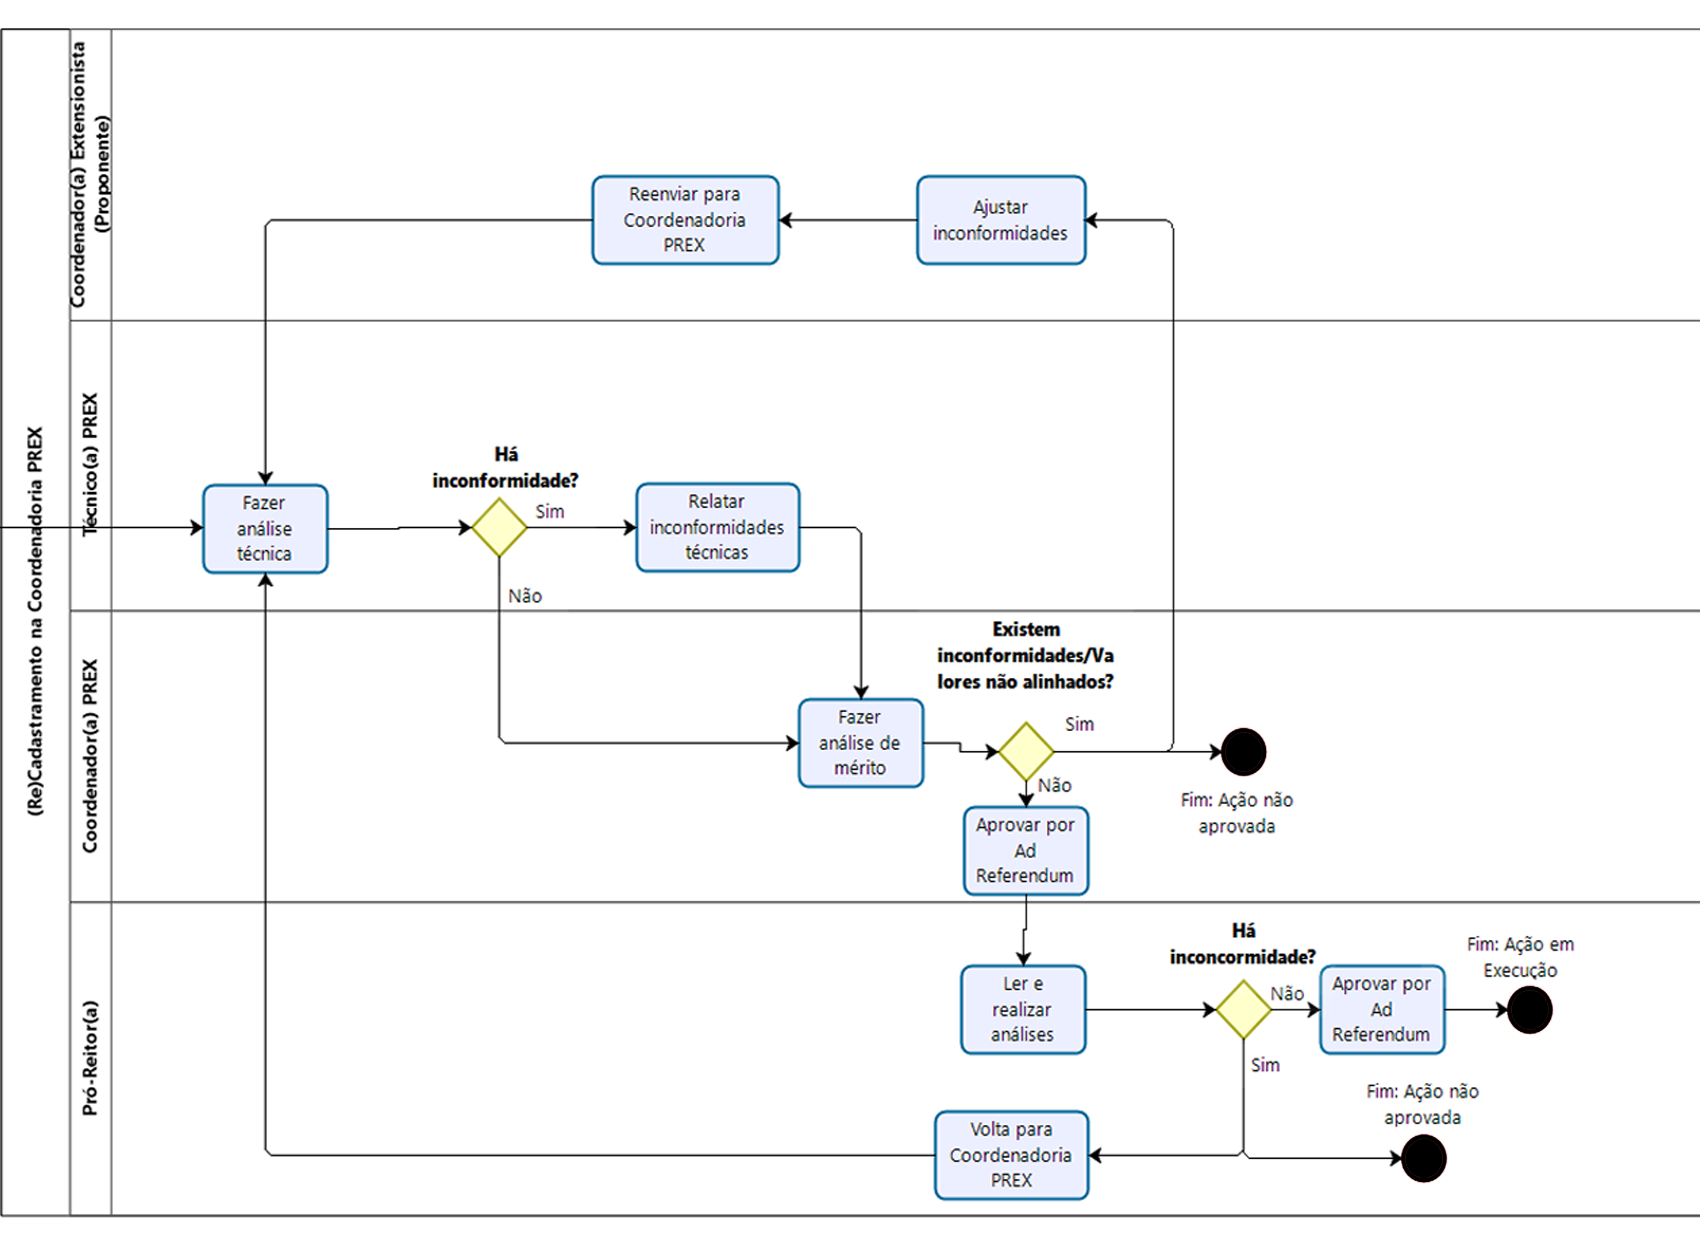 (Re)Cadastramento na Coordenadoria PREX
Coordenador(a) Extensionista
(Proponente)
Reenviar para
Coordenadoria
PREX
Ajustar
inconformidades
Técnico(a) PREX
Fazer
análise
técnica
Há
inconformidade?
Sim
Não
Relatar
inconformidades
técnicas
Coordenador(a) PREX
Fazer
análise de
mérito
Existem
inconformidades/Va
lores não alinhados?
Sim
Não
Fim: Ação não
aprovada
Aprovar por
Ad
Referendum
Pró-Reitor(a)
Ler e
realizar
análises
Há
inconcormidade?
Não
Sim
Aprovar por
Ad
Referendum
Fim: Ação em
Execução
Fim: Ação não
aprovada
Volta para
Coordenadoria
PREX